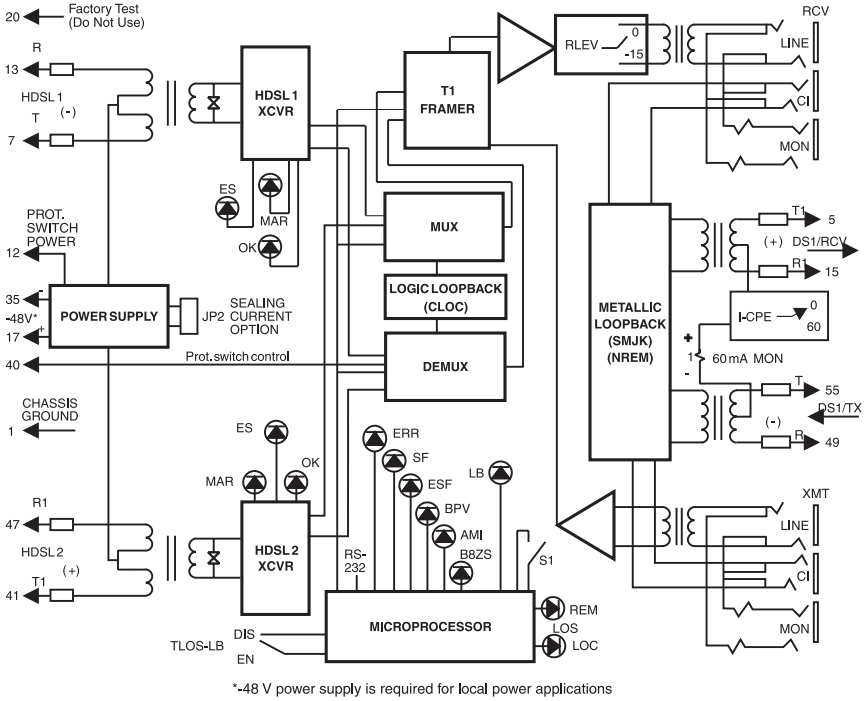 20
Factory Test
(Do Not Use)
R
13
HDSL 1
(-)
T
7
HDSL 1
XCVR
ES
MAR
OK
T1
FRAMER
RLEV
0
-15
RCV
LINE
CI
MON
PROT.
SWITCH
POWER
12
35
-
-48V*
17
+
POWER SUPPLY
JP2
SEALING
CURRENT
OPTION
40
Prot. switch control
MUX
LOGIC LOOPBACK
(CLOC)
DEMUX
METALLIC
LOOPBACK
(SMJK)
(NREM)
T1
5
(+)
DS1/RCV
R1
15
I-CPE
0
60
+
1
-
60 mA MON
T
55
DS1/TX
(-)
R
49
CHASSIS
GROUND
1
ES
MAR
OK
ERR
SF
ESF
BPV
AMI
B8ZS
LB
S1
R1
47
HDSL 2
(+)
T1
41
HDSL 2
XCVR
RS-
232
MICROPROCESSOR
REM
LOS
LOC
TLOS-LB
DIS
EN
XMT
LINE
CI
MON
*-48 V power supply is required for local power applications